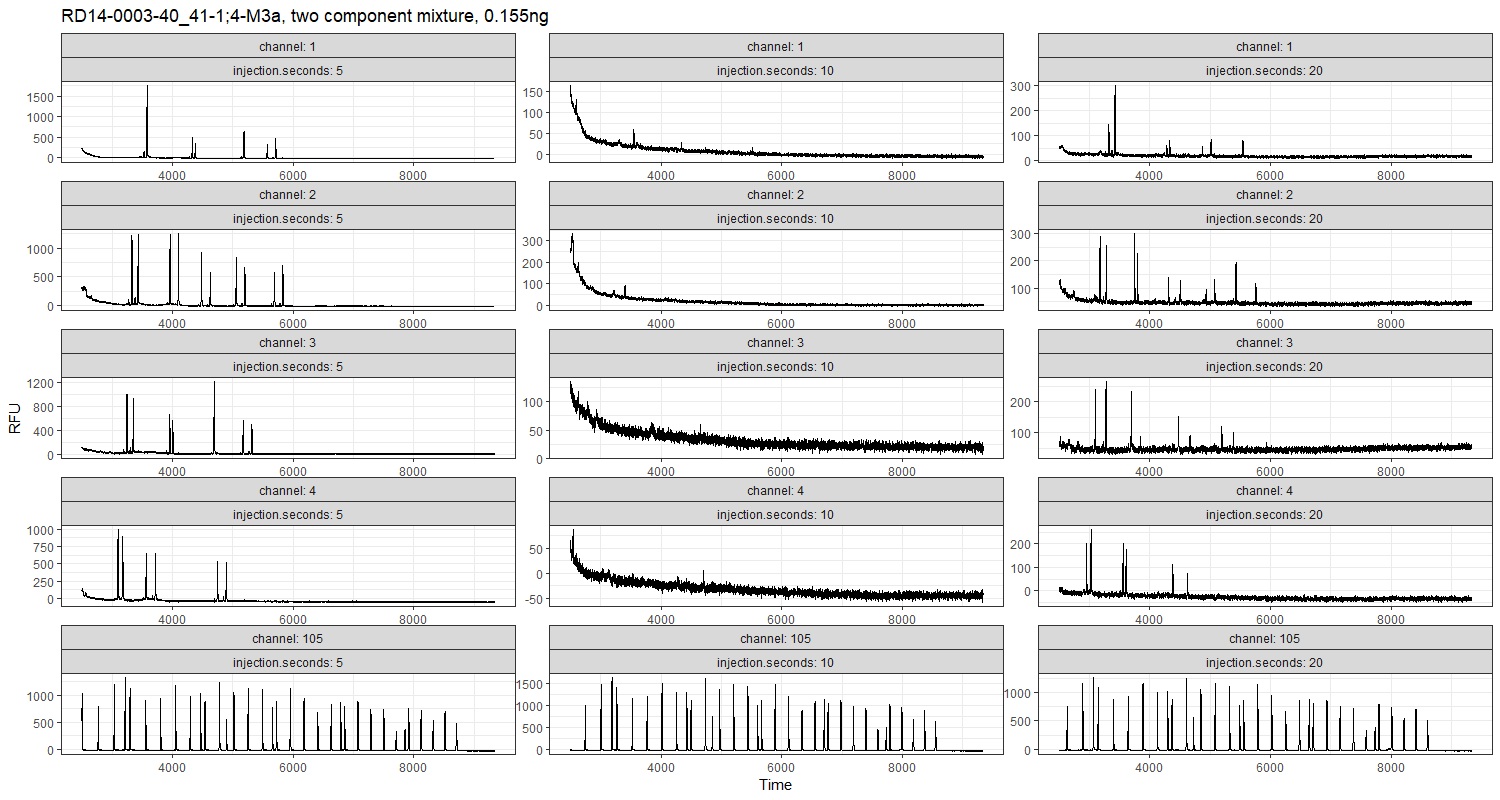 RD14-0003-40_41-1;4-M3a, two component mixture, 0.155ng
channel: 1
injection.seconds: 5
1500
1000
500
0
4000 6000 8000
channel: 1
injection.seconds: 10
150
100
50
0
4000 6000 8000
channel: 1
injection.seconds: 20
300
200
100
0
4000 6000 8000
channel: 2
injection.seconds: 5
1000
500
0
4000 6000 8000
channel: 2
injection.seconds: 10
300
200
100
0
4000 6000 8000
channel: 2
injection.seconds: 20
300
200
100
4000 6000 8000
channel: 3
injection.seconds: 5
1200
800
400
0
4000 6000 8000
channel: 3
injection.seconds: 10
100
50
0
4000 6000 8000
channel: 3
injection.seconds: 20
200
100
4000 6000 8000
channel: 4
injection.seconds: 5
1000
750
500
250
0
4000 6000 8000
channel: 4
injection.seconds: 10
50
0
-50
4000 6000 8000
channel: 4
injection.seconds: 20
200
100
0
4000 6000 8000
channel: 105
injection.seconds: 5
1000
500
0
4000 6000 8000
channel: 105
injection.seconds: 10
1500
1000
500
0
4000 6000 8000
channel: 105
injection.seconds: 20
1000
500
0
4000 6000 8000
RFU
Time